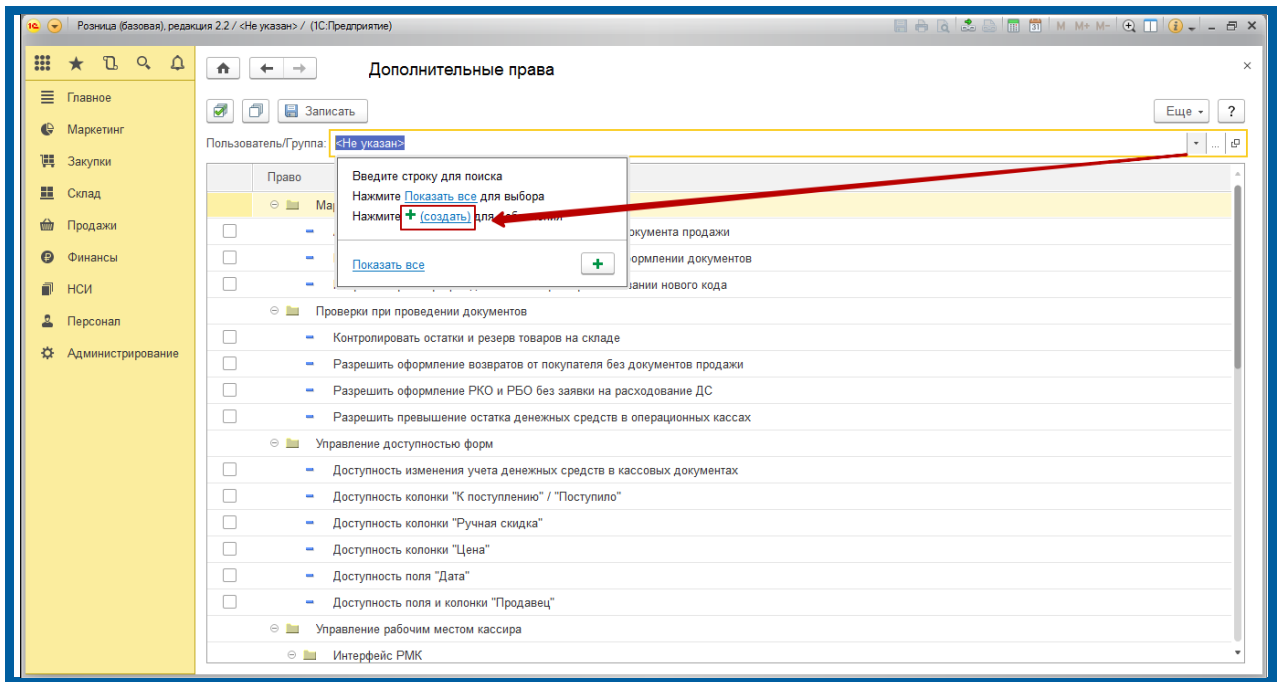 1С Розница (базовая), редакция 2.2 / <Не указан> / (1С:Предприятие) M M+ M-
Дополнительные права
Главное
Маркетинг
Закупки
Склад
Продажи
Финансы
НСИ
Персонал
Администрирование
Записать Еще ?
Пользователь/Группа: <Не указан>
Введите строку для поиска
Нажмите Показать все для выбора
Нажмите + (создать) для
Показать все +
Право
документа продажи
документов
нового кода
Проверки при проведении документов
Контролировать остатки и резерв товаров на складе
Разрешить оформление возвратов от покупателя без документов продажи
Разрешить оформление РКО и РБО без заявки на расходование ДС
Разрешить превышение остатка денежных средств в операционных кассах
Управление доступностью форм
Доступность изменения учета денежных средств в кассовых документах
Доступность колонки "К поступлению" / "Поступило"
Доступность колонки "Ручная скидка"
Доступность колонки "Цена"
Доступность поля "Дата"
Доступность поля и колонки "Продавец"
Управление рабочим местом кассира
Интерфейс РМК